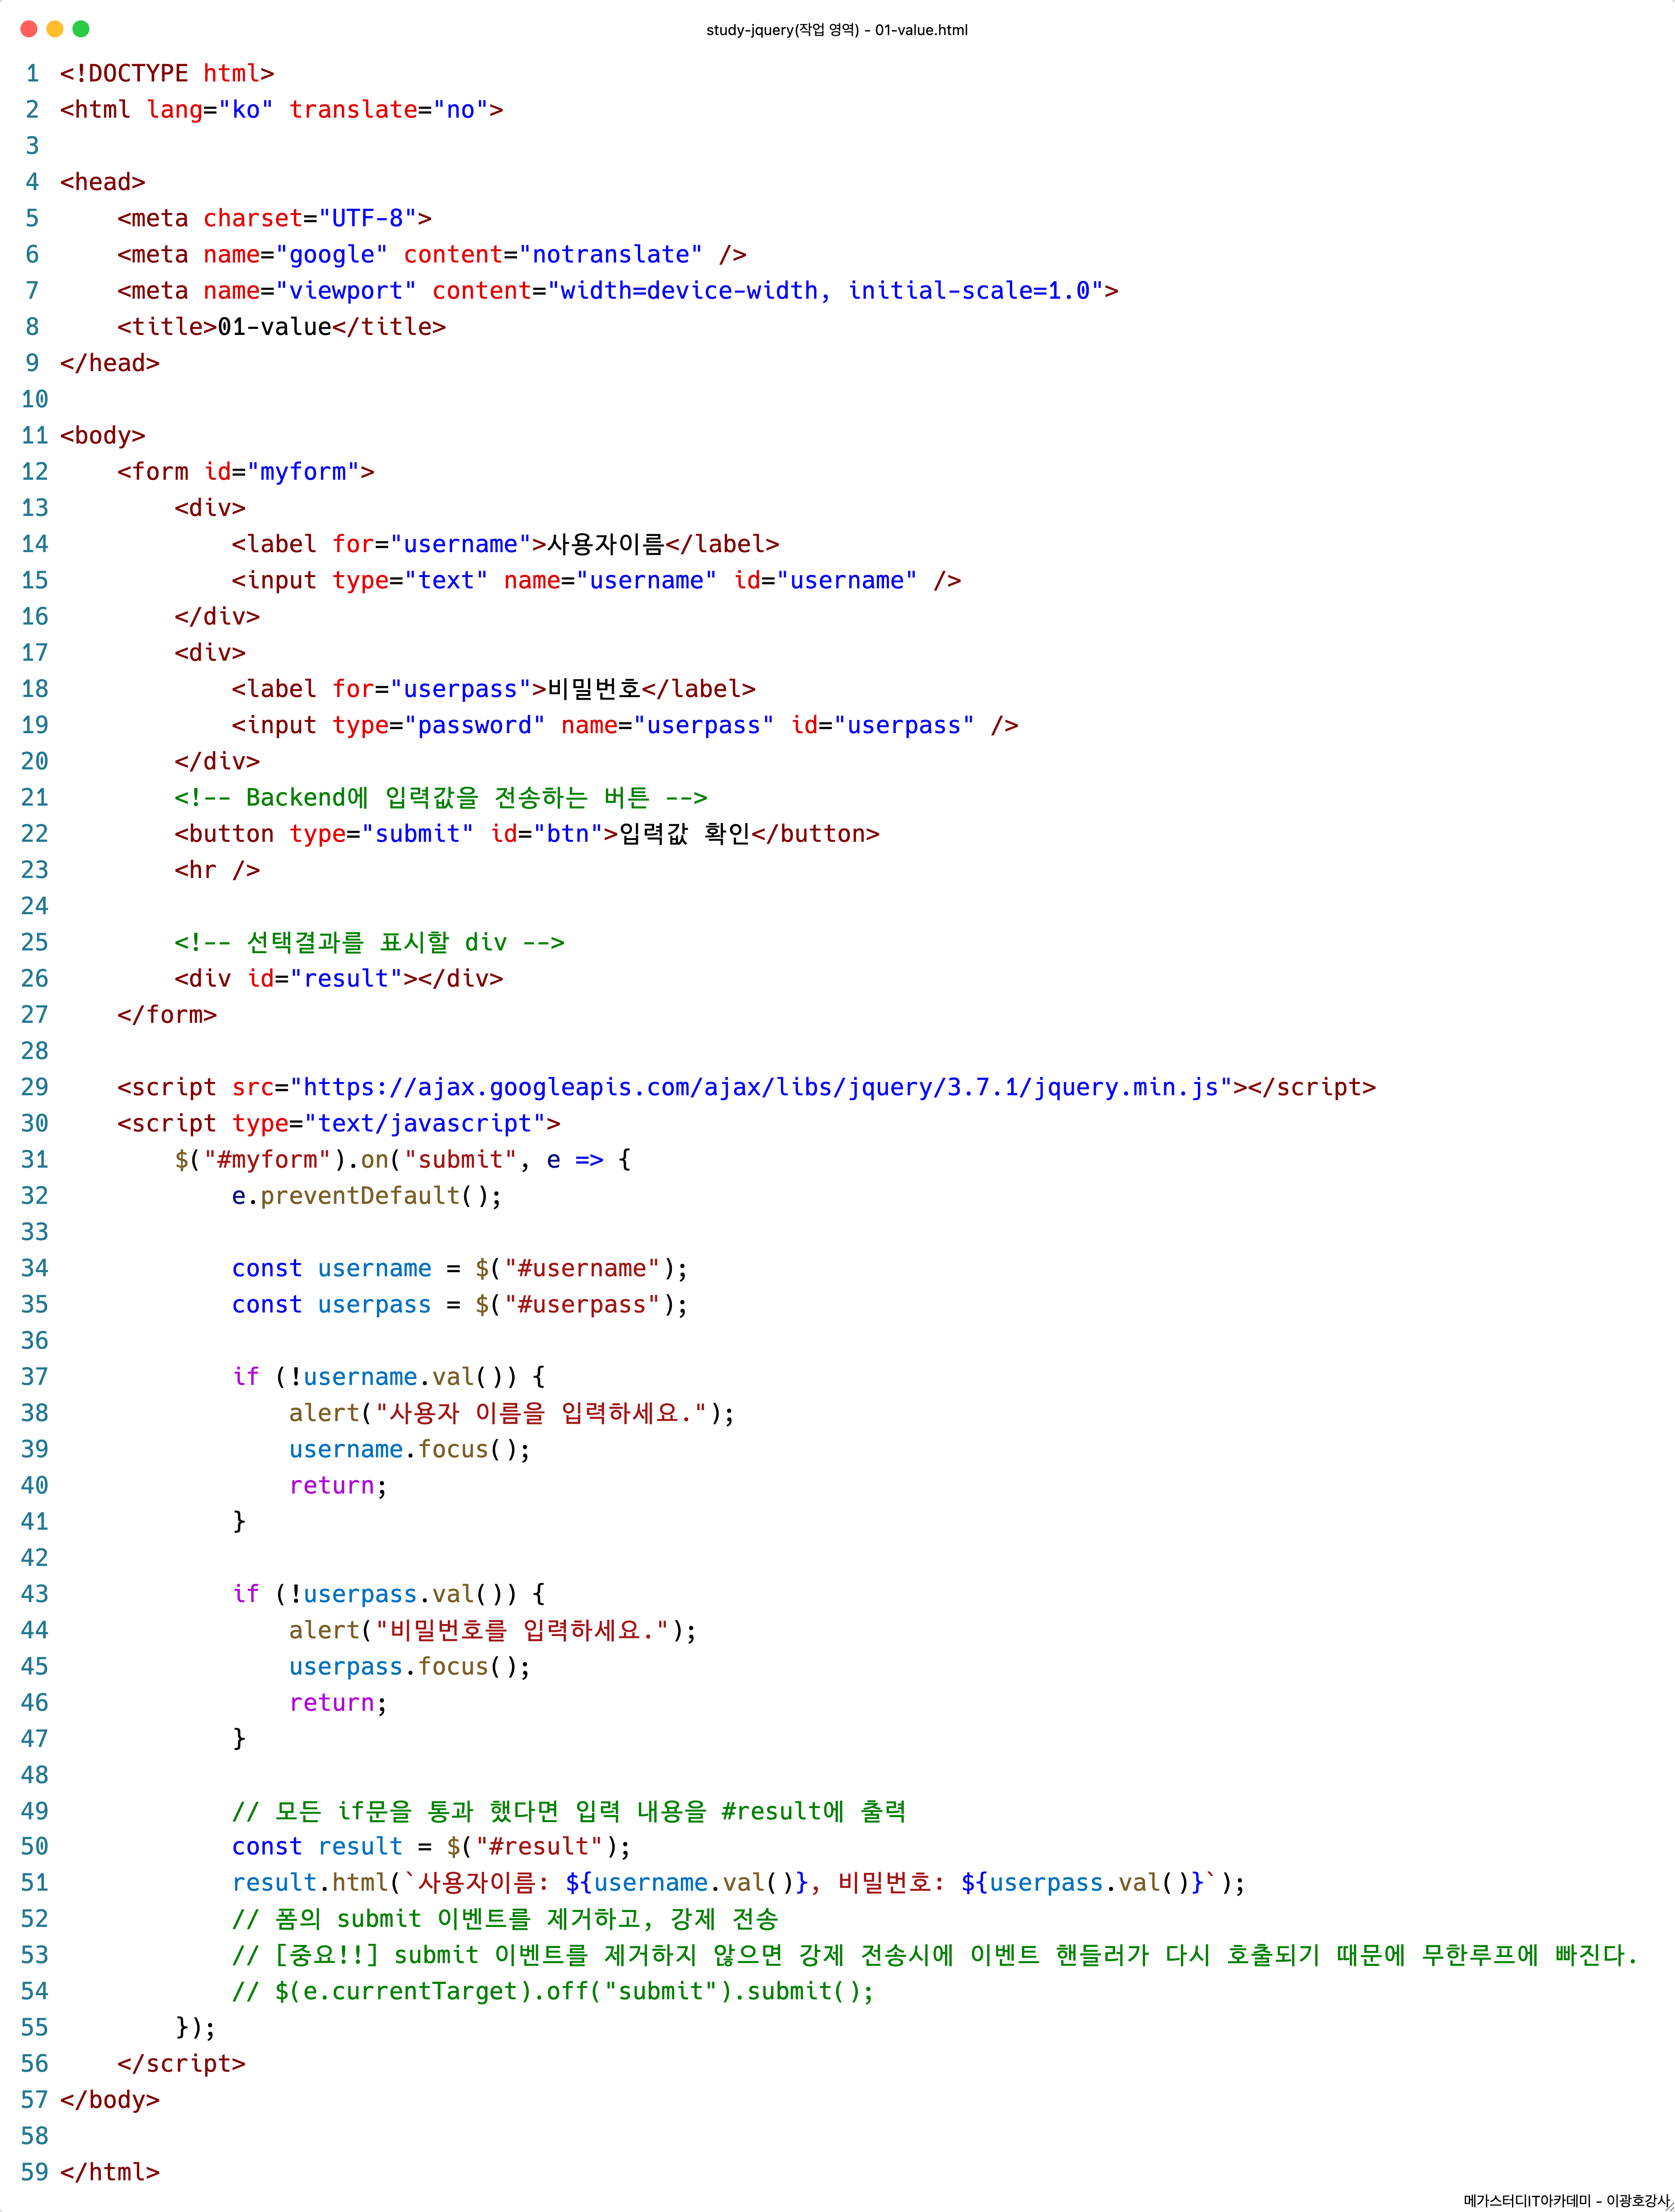 study-jquery(작업 영역) - 01-value.html
1 <!DOCTYPE html>
2 <html lang="ko" translate="no">
3
4 <head>
5     <meta charset="UTF-8">
6     <meta name="google" content="notranslate" />
7     <meta name="viewport" content="width=device-width, initial-scale=1.0">
8     <title>01-value</title>
9 </head>
10
11 <body>
12     <form id="myform">
13         <div>
14             <label for="username">사용자이름</label>
15             <input type="text" name="username" id="username" />
16         </div>
17         <div>
18             <label for="userpass">비밀번호</label>
19             <input type="password" name="userpass" id="userpass" />
20         </div>
21         <!-- Backend에 입력값을 전송하는 버튼 -->
22         <button type="submit" id="btn">입력값 확인</button>
23         <hr />
24
25         <!-- 선택결과를 표시할 div -->
26         <div id="result"></div>
27     </form>
28
29     <script src="https://ajax.googleapis.com/ajax/libs/jquery/3.7.1/jquery.min.js"></script>
30     <script type="text/javascript">
31         $("#myform").on("submit", e => {
32             e.preventDefault();
33
34             const username = $("#username");
35             const userpass = $("#userpass");
36
37             if (!username.val()) {
38                 alert("사용자 이름을 입력하세요.");
39                 username.focus();
40                 return;
41             }
42
43             if (!userpass.val()) {
44                 alert("비밀번호를 입력하세요.");
45                 userpass.focus();
46                 return;
47             }
48
49             // 모든 if문을 통과 했다면 입력 내용을 #result에 출력
50             const result = $("#result");
51             result.html(`사용자이름: ${username.val()}, 비밀번호: ${userpass.val()}`);
52             // 폼의 submit 이벤트를 제거하고, 강제 전송
53             // [중요!!] submit 이벤트를 제거하지 않으면 강제 전송시에 이벤트 핸들러가 다시 호출되기 때문에 무한루프에 빠진다.
54             // $(e.currentTarget).off("submit").submit();
55         });
56     </script>
57 </body>
58
59 </html>
메가스터디IT아카데미 - 이광호강사